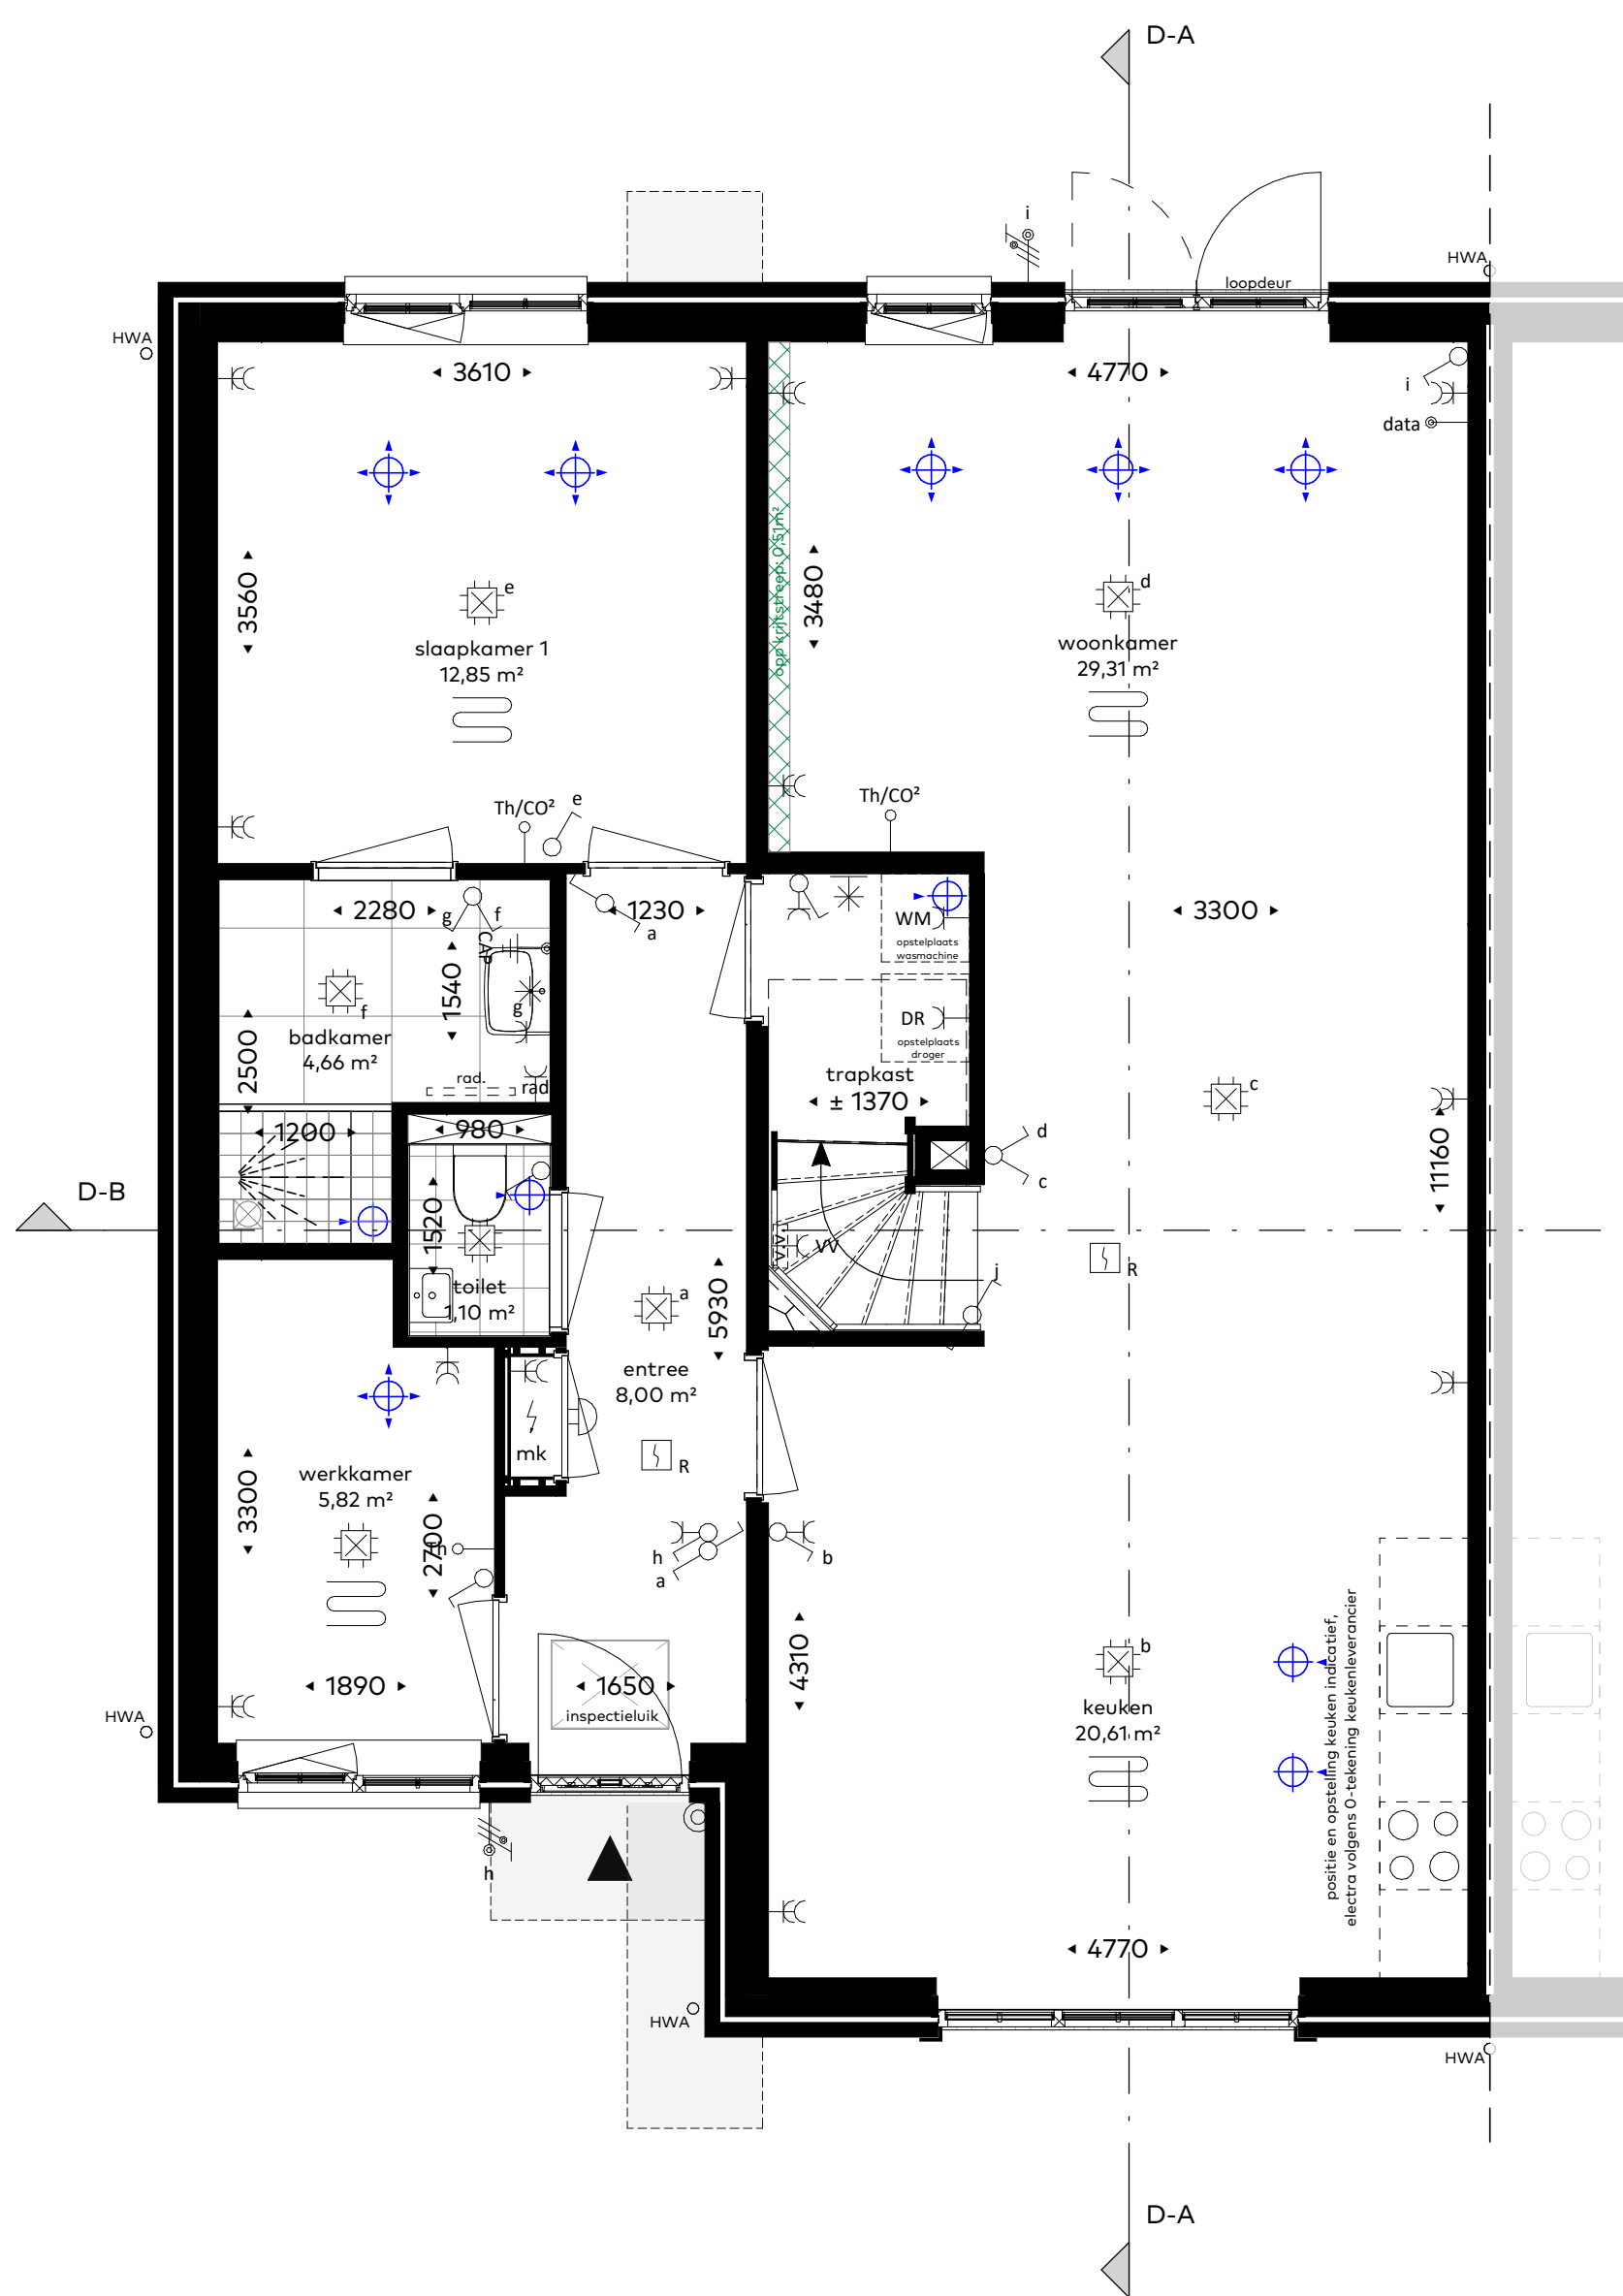 D-A
i
HWA
loopdeur
HWA
3610
4770
i
data
opp krijtstreep: 0,51m²
3560
3480
e
d
slaapkamer 1
12,85 m²
woonkamer
29,31 m²
Th/CO²
e
Th/CO²
2280
g
f
1230
a
WM
opstelplaats
wasmachine
3300
CAP
1540
g
f
badkamer
4,66 m²
2500
DR
opstelplaats
droger
rad.
rad
trapkast
± 1370
c
1200
980
d
c
11160
D-B
1520
toilet
1,10 m²
VV
VV
j
R
a
5930
entree
8,00 m²
mk
R
werkkamer
5,82 m²
3300
2700
h
h
a
b
4310
b
keuken
20,61 m²
positie en opstelling keuken indicatief,
electra volgens 0-tekening keukenleverancier
1890
1650
inspectieluik
HWA
h
4770
HWA
HWA
D-A